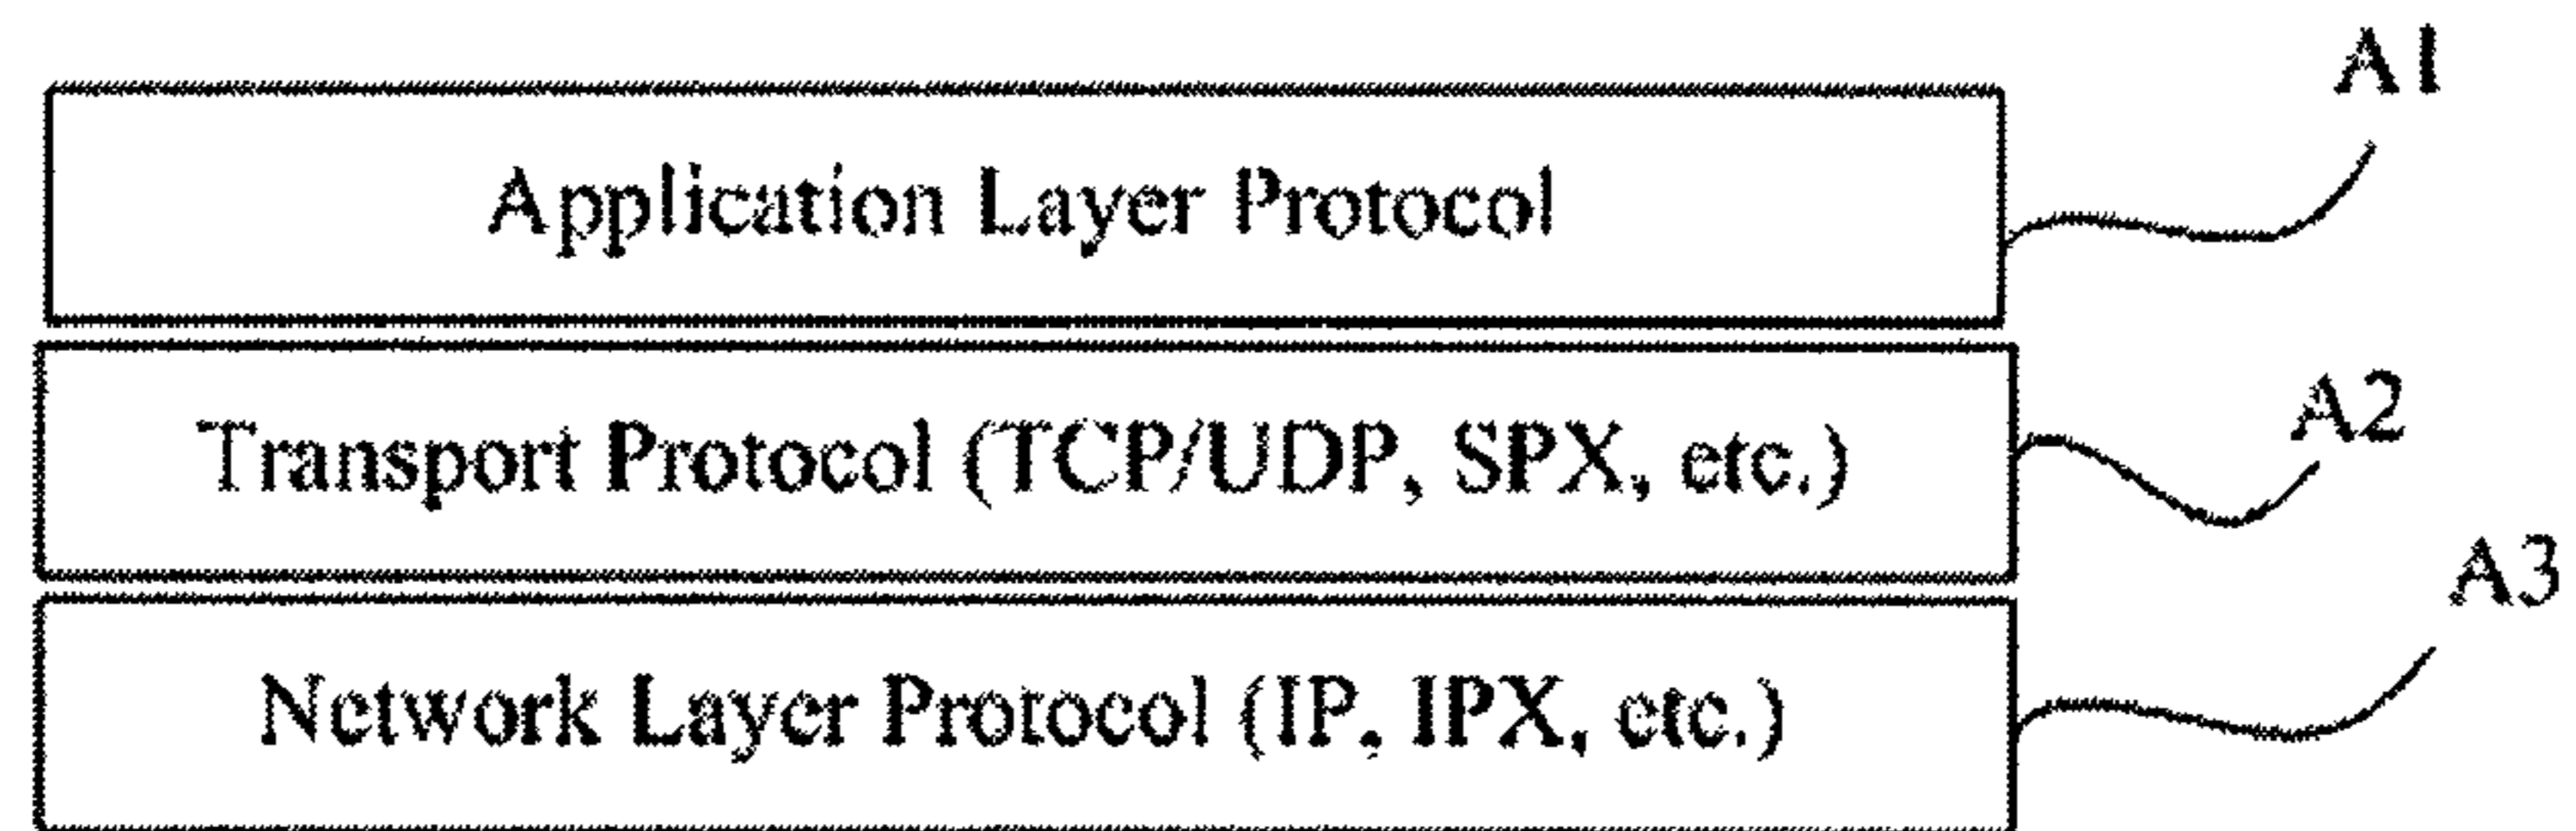 A1
Application Layer Protocol
Transport Protocol (TCP/UDP, SPX, etc.)
A2
Network Layer Protocol (IP, IPX, etc.)
A3